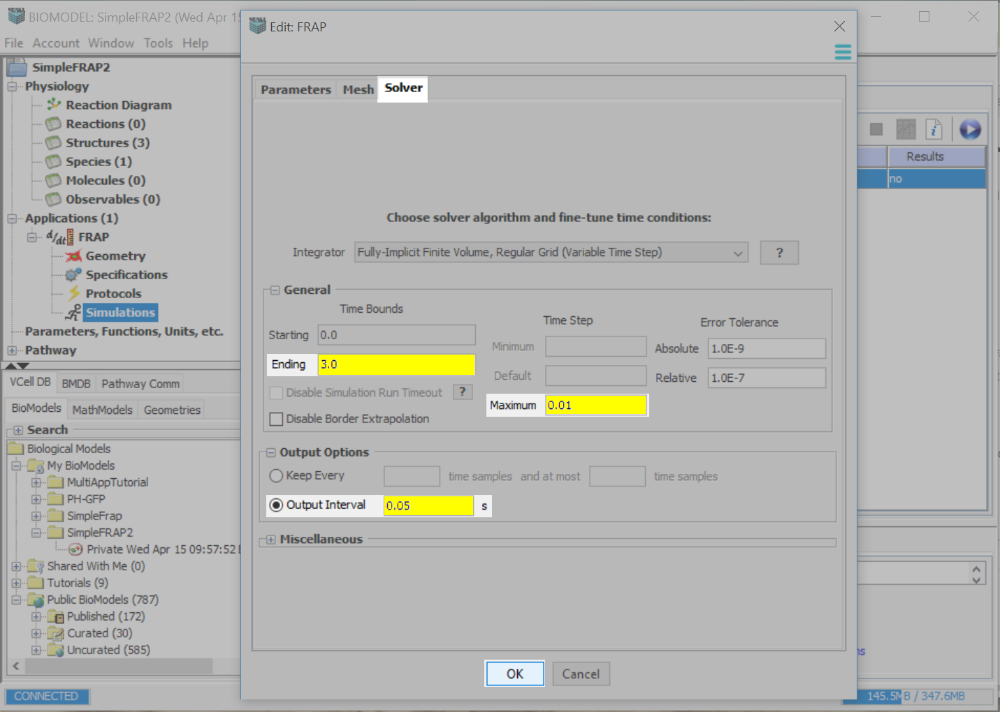 BIOMODEL: SimpleFRAP2 (Wed Apr 15
File Account Window Tools Help
SimpleFRAP2
Physiology
Reaction Diagram
Reactions (0)
Structures (3)
Species (1)
Molecules (0)
Observables (0)
Applications (1)
d/dt FRAP
Geometry
Specifications
Protocols
Simulations
Parameters, Functions, Units, etc.
Pathway
VCell DB BMDB Pathway Comm
BioModels MathModels Geometries
Search
Biological Models
My BioModels
MultiAppTutorial
PH-GFP
SimpleFrap
SimpleFRAP2
Private Wed Apr 15 09:57:52
Shared With Me (0)
Tutorials (9)
Public BioModels (787)
Published (172)
Curated (30)
Uncurated (585)
CONNECTED
Edit: FRAP
Parameters Mesh Solver
Choose solver algorithm and fine-tune time conditions:
Integrator Fully-Implicit Finite Volume, Regular Grid (Variable Time Step) ?
General
Time Bounds
Starting 0.0
Ending 3.0
Disable Simulation Run Timeout ?
Disable Border Extrapolation
Time Step
Minimum
Default
Maximum 0.01
Error Tolerance
Absolute 1.0E-9
Relative 1.0E-7
Output Options
Keep Every time samples and at most time samples
Output Interval 0.05 s
Miscellaneous
OK Cancel
Results
no
145.5MB / 347.6MB